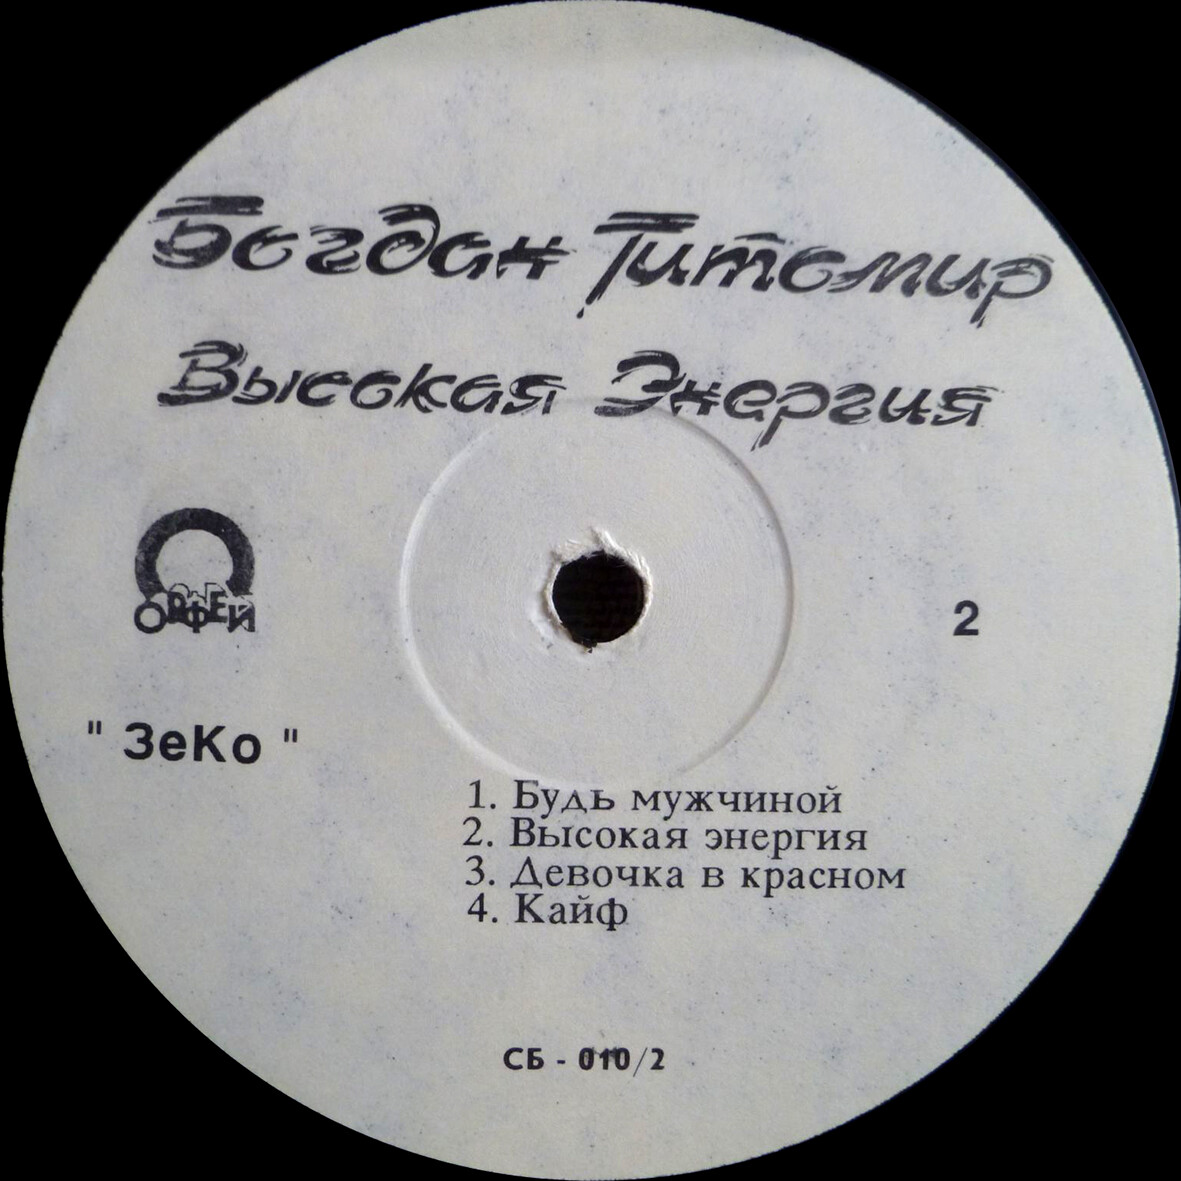 Богдан Титомир
Высокая Энергия
ОРФЕЙ
2
" ЗеКо "
1. Будь мужчиной
2. Высокая энергия
3. Девочка в красном
4. Кайф
СБ - 010/2